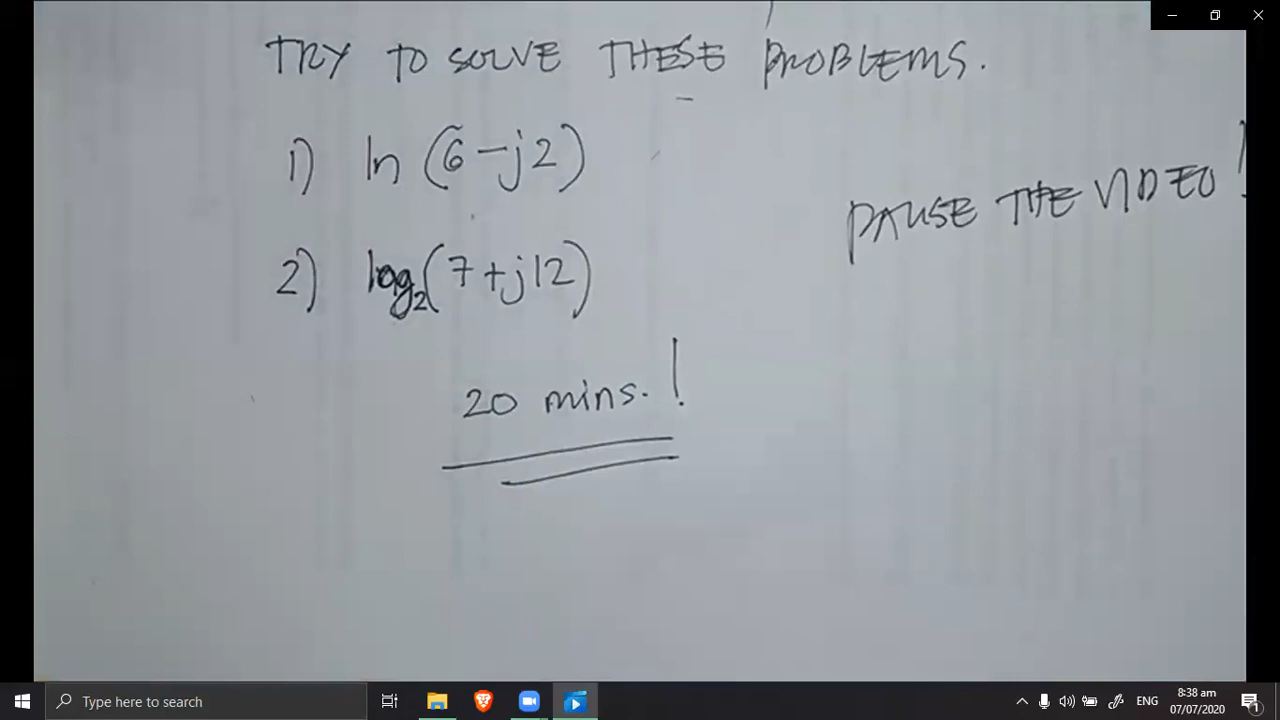 TRY TO SOLVE THESE PROBLEMS.
1) ln (6-j2)
PAUSE THE VIDEO!
2) log₂(7+j12)
20 mins.!
Type here to search
ENG
8:38 am
07/07/2020
1